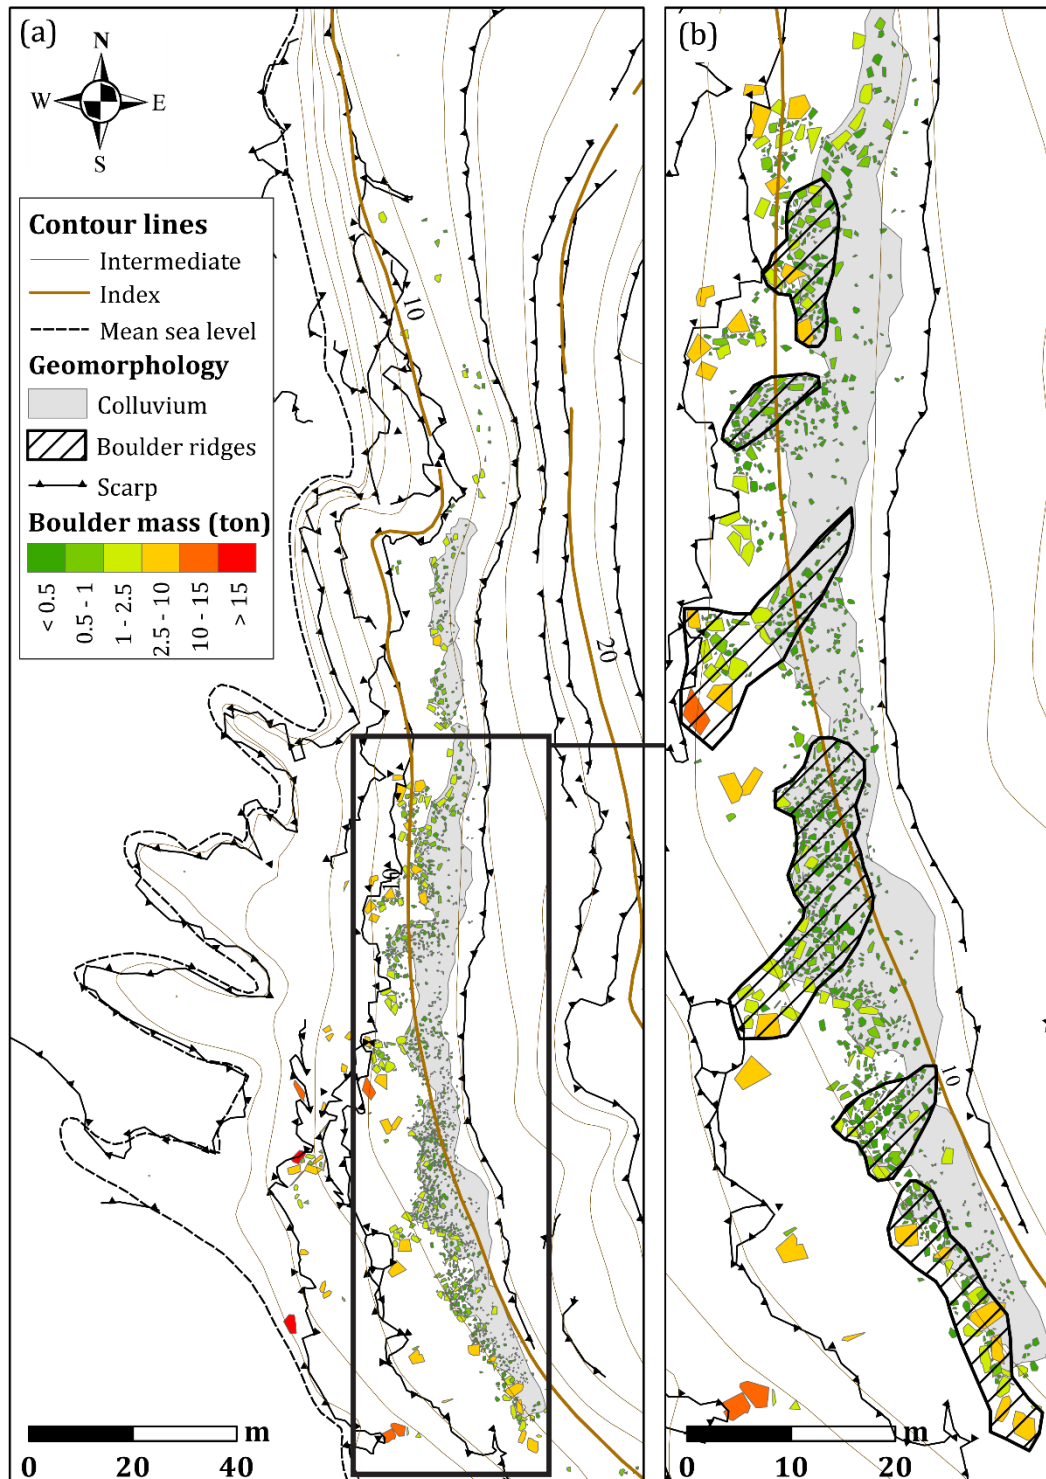 (a)
N
W E
S
Contour lines
Intermediate
Index
Mean sea level
Geomorphology
Colluvium
Boulder ridges
Scarp
Boulder mass (ton)
< 0.5
0.5 - 1
1 - 2.5
2.5 - 10
10 - 15
> 15
10
20
10
m
0 20 40
(b)
10
m
0 10 20